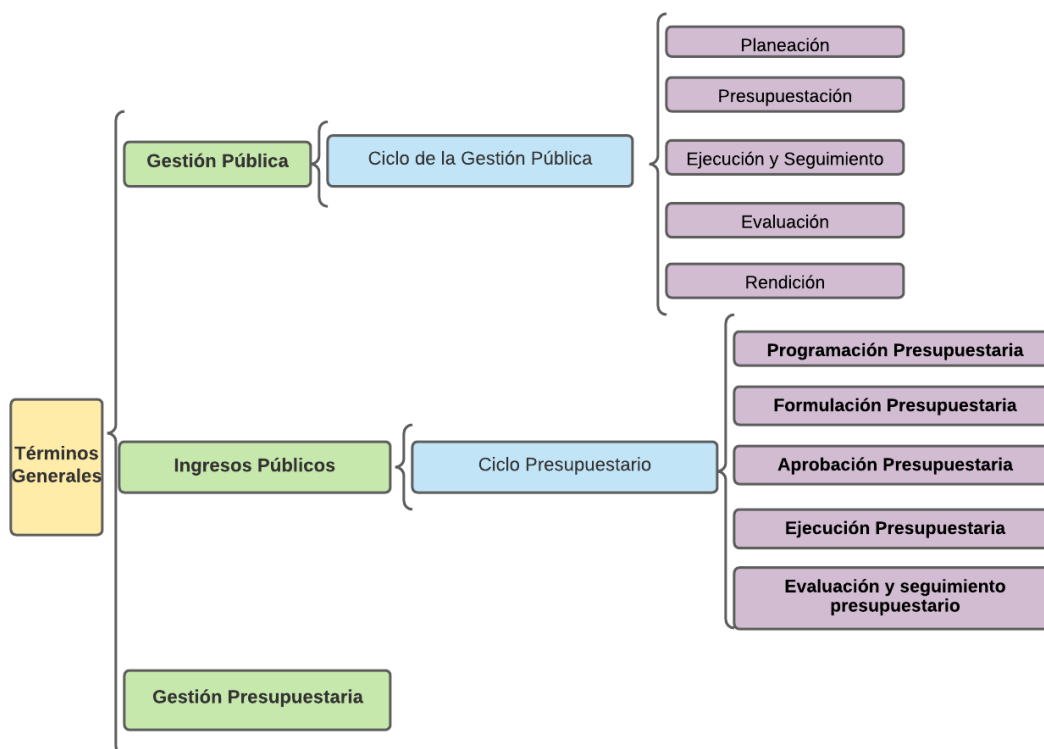 Términos
Generales
Gestión Pública
Ciclo de la Gestión Pública
Planeación
Presupuestación
Ejecución y Seguimiento
Evaluación
Rendición
Ingresos Públicos
Ciclo Presupuestario
Programación Presupuestaria
Formulación Presupuestaria
Aprobación Presupuestaria
Ejecución Presupuestaria
Evaluación y seguimiento
presupuestario
Gestión Presupuestaria